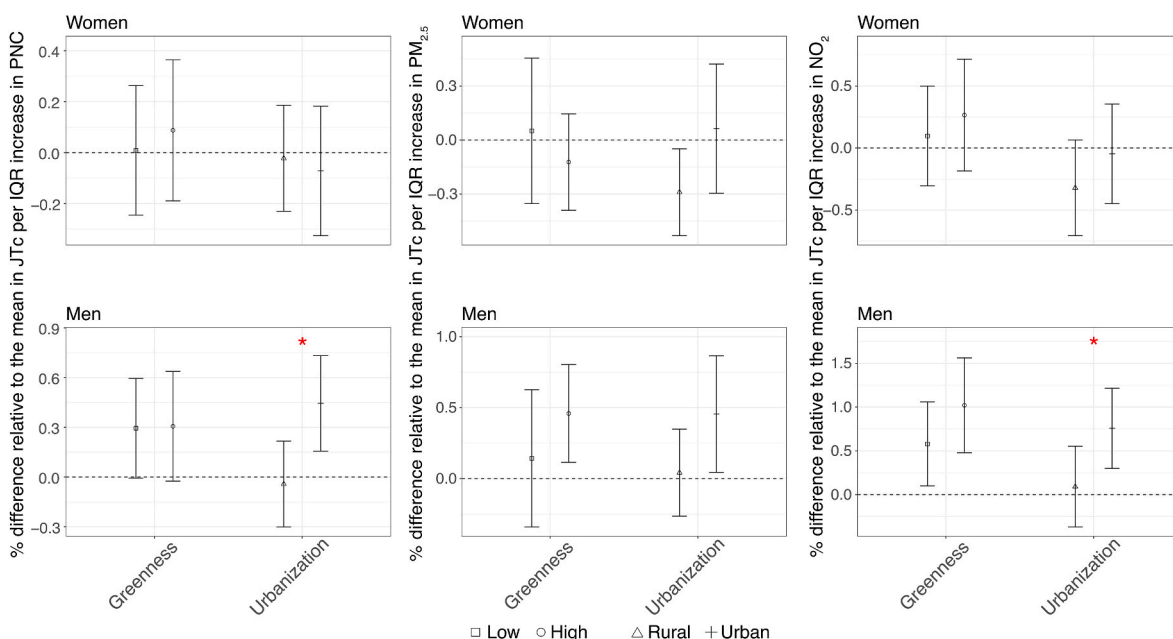 % difference relative to the mean in JTc per IQR increase in PNC
Women
0.4
0.2
0.0
−0.2
Men
0.9
*
0.6
0.3
0.0
−0.3
Greenness
Urbanization
% difference relative to the mean in JTc per IQR increase in PM2.5
Women
0.3
0.0
−0.3
Men
1.0
0.5
0.0
Greenness
Urbanization
% difference relative to the mean in JTc per IQR increase in NO2
Women
0.5
0.0
−0.5
Men
*
1.5
1.0
0.5
0.0
Greenness
Urbanization
Low High Rural Urban